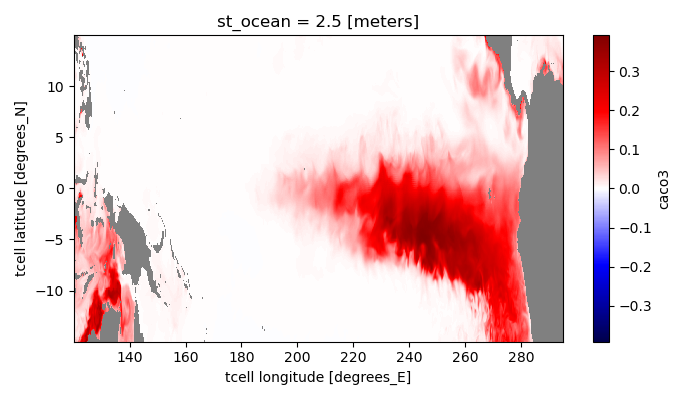 st_ocean = 2.5 [meters]
10
5
0
−5
−10
tcell latitude [degrees_N]
140 160 180 200 220 240 260 280
tcell longitude [degrees_E]
0.3
0.2
0.1
0.0
−0.1
−0.2
−0.3
caco3